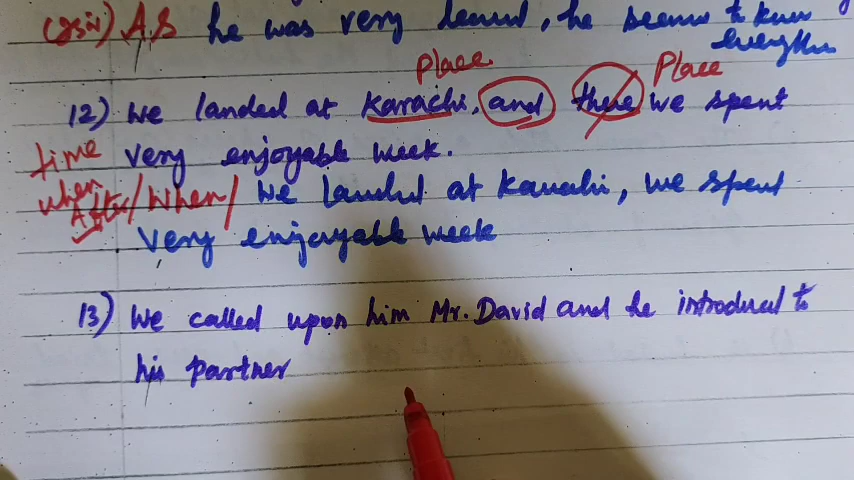 As he was very learned, he seems to know
everything
Place Place
12) We landed at Karachi, and there we spent
time very enjoyable week.
when After/When/ We landed at Karachi, we spent
very enjoyable week
13) We called upon him Mr. David and he introduced to
his partner